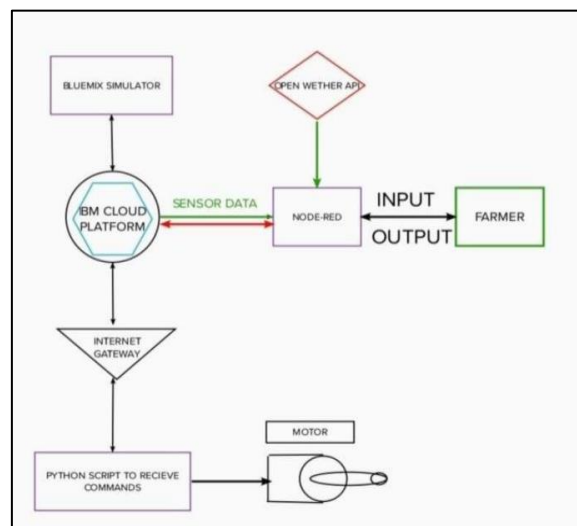 BLUEMIX SIMULATOR
OPEN WETHER API
IBM CLOUD
PLATFORM
SENSOR DATA
NODE-RED
INPUT
OUTPUT
FARMER
INTERNET
GATEWAY
MOTOR
PYTHON SCRIPT TO RECIEVE
COMMANDS